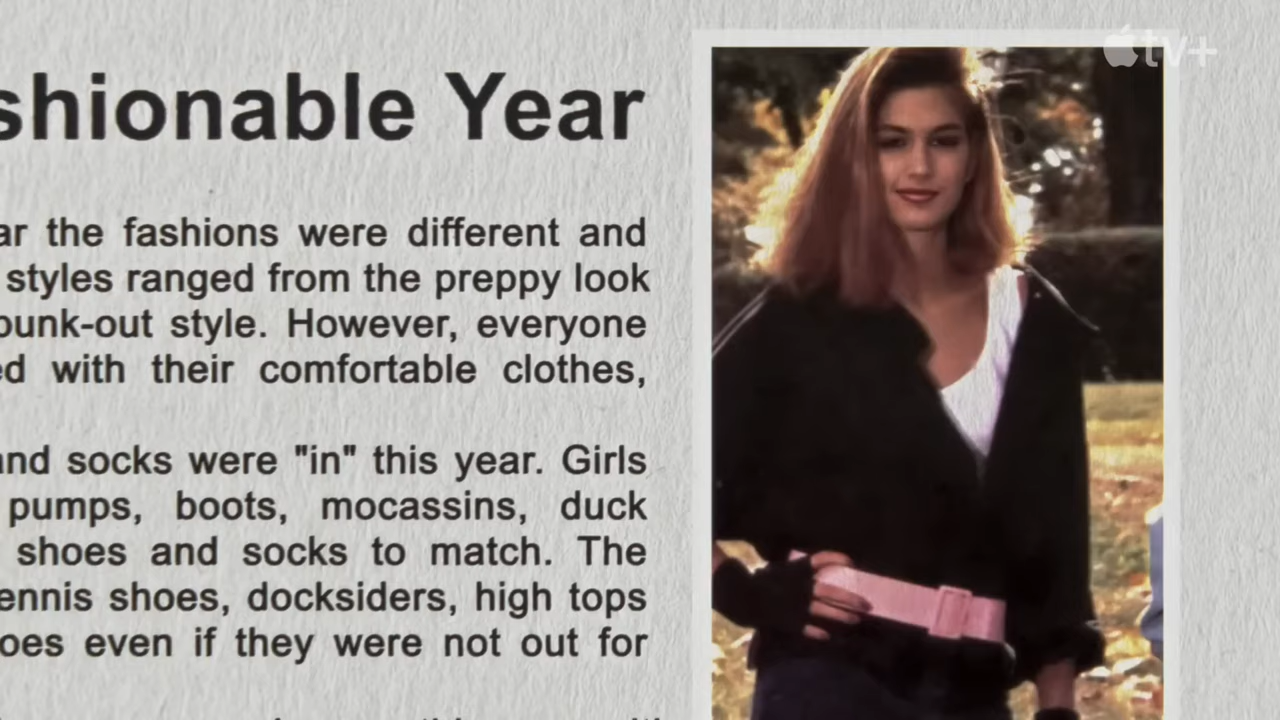 tv+
shionable Year
ar the fashions were different and
styles ranged from the preppy look
punk-out style. However, everyone
ed with their comfortable clothes,
and socks were "in" this year. Girls
pumps, boots, mocassins, duck
shoes and socks to match. The
ennis shoes, docksiders, high tops
oes even if they were not out for